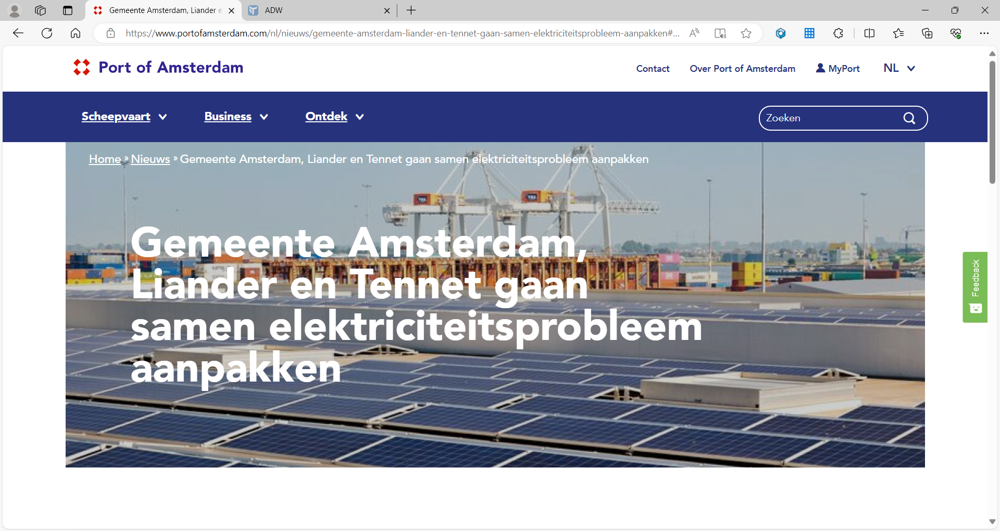 Gemeente Amsterdam, Liander e
ADW
https://www.portofamsterdam.com/nl/nieuws/gemeente-amsterdam-liander-en-tennet-gaan-samen-elektriciteitsprobleem-aanpakken#...
Port of Amsterdam
Contact
Over Port of Amsterdam
MyPort
NL
Scheepvaart
Business
Ontdek
Zoeken
Home » Nieuws » Gemeente Amsterdam, Liander en Tennet gaan samen elektriciteitsprobleem aanpakken
Gemeente Amsterdam,
Liander en Tennet gaan
samen elektriciteitsprobleem
aanpakken
Feedback